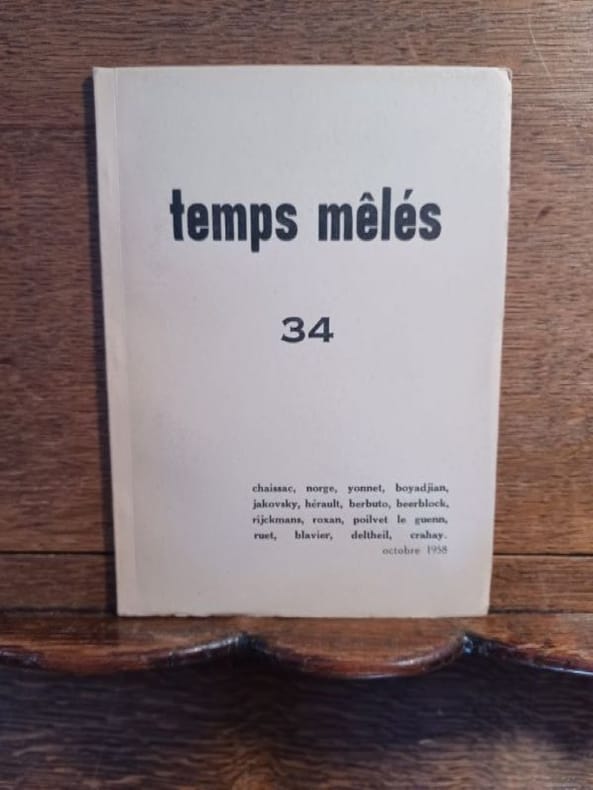 temps mêlés
34
chaissac, norge, yonnet, boyadjian,
jakovsky, hérault, berbuto, beerblock,
rijckmans, roxan, poilvet le guenn,
ruet, blavier, deltheil, crahay.
octobre 1958